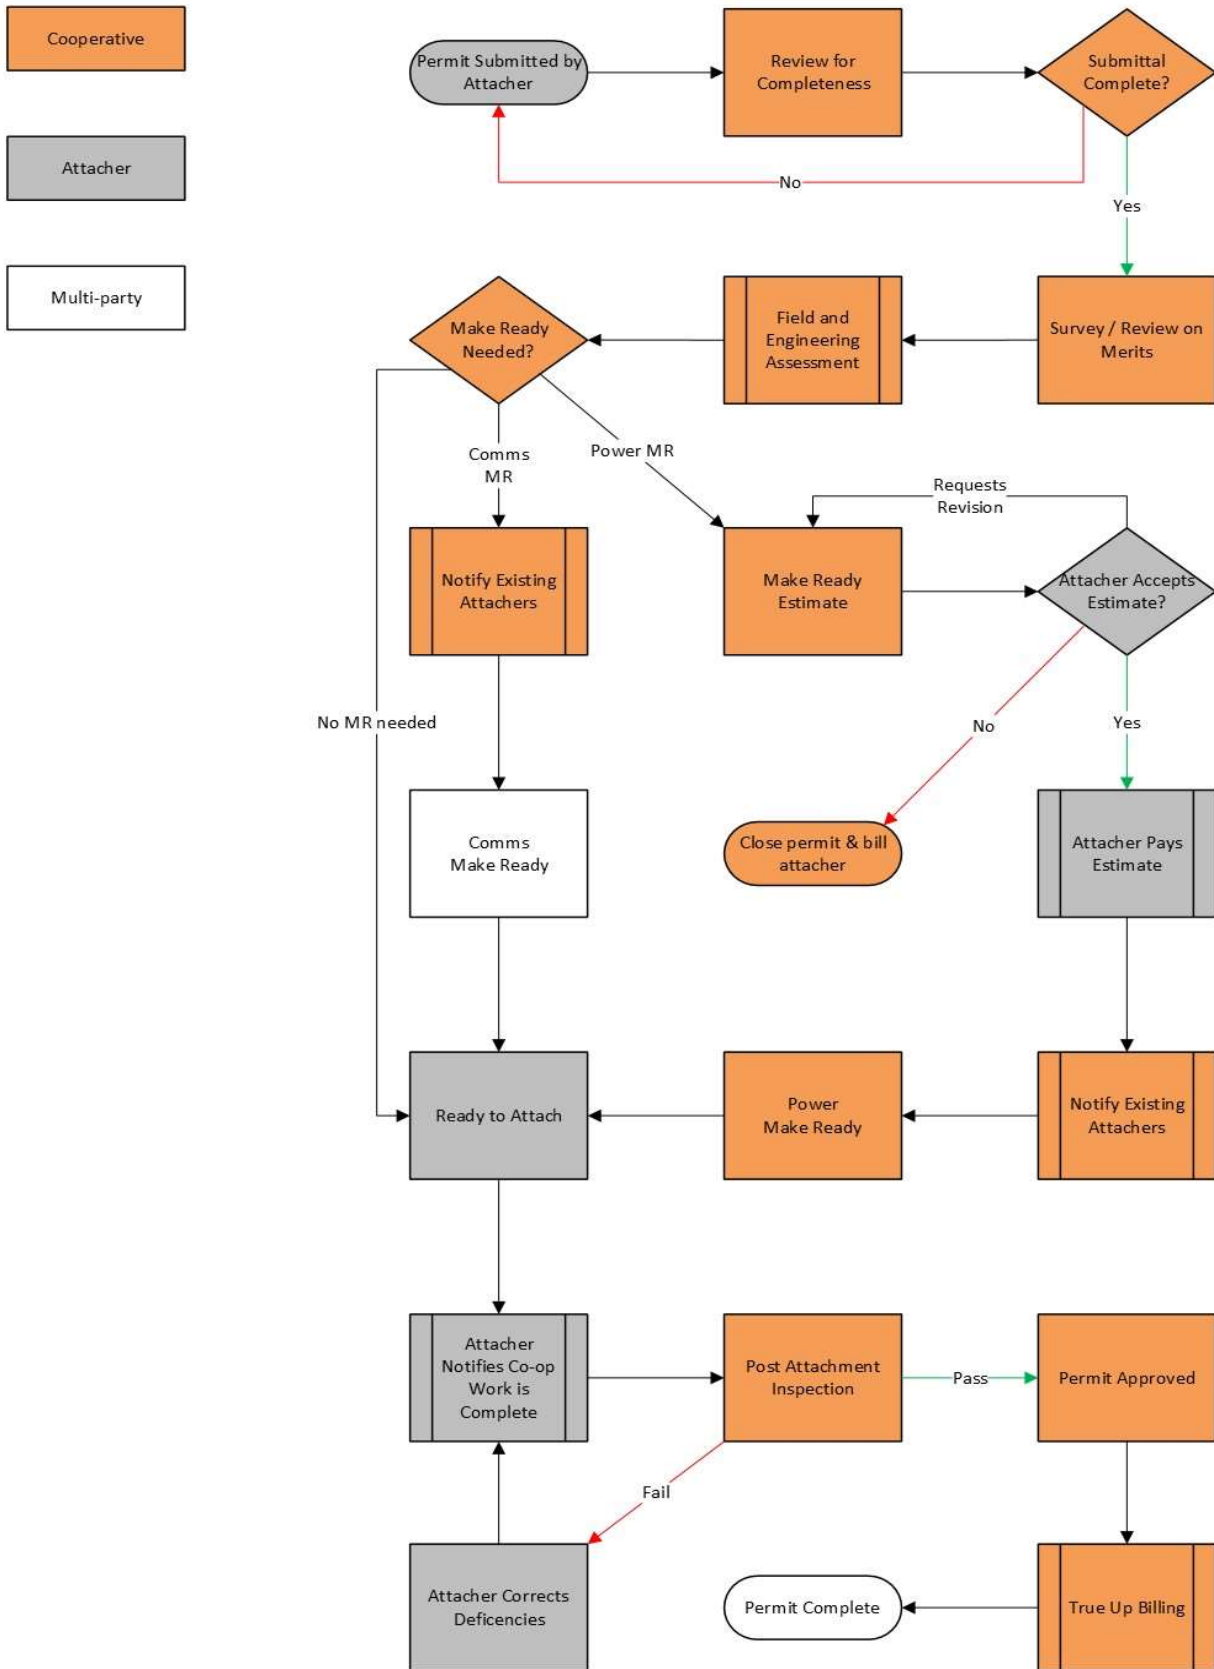 Cooperative
Permit Submitted by
Attacher
Review for
Completeness
Submittal
Complete?
Attacher
No
Yes
Multi-party
Make Ready
Needed?
Field and
Engineering
Assessment
Survey / Review on
Merits
Comms
MR
Power MR
Requests
Revision
Notify Existing
Attachers
Make Ready
Estimate
Attacher Accepts
Estimate?
No MR needed
No
Yes
Comms
Make Ready
Close permit & bill
attacher
Attacher Pays
Estimate
Ready to Attach
Power
Make Ready
Notify Existing
Attachers
Attacher
Notifies Co-op
Work is
Complete
Post Attachment
Inspection
Pass
Permit Approved
Fail
Attacher Corrects
Deficencies
Permit Complete
True Up Billing